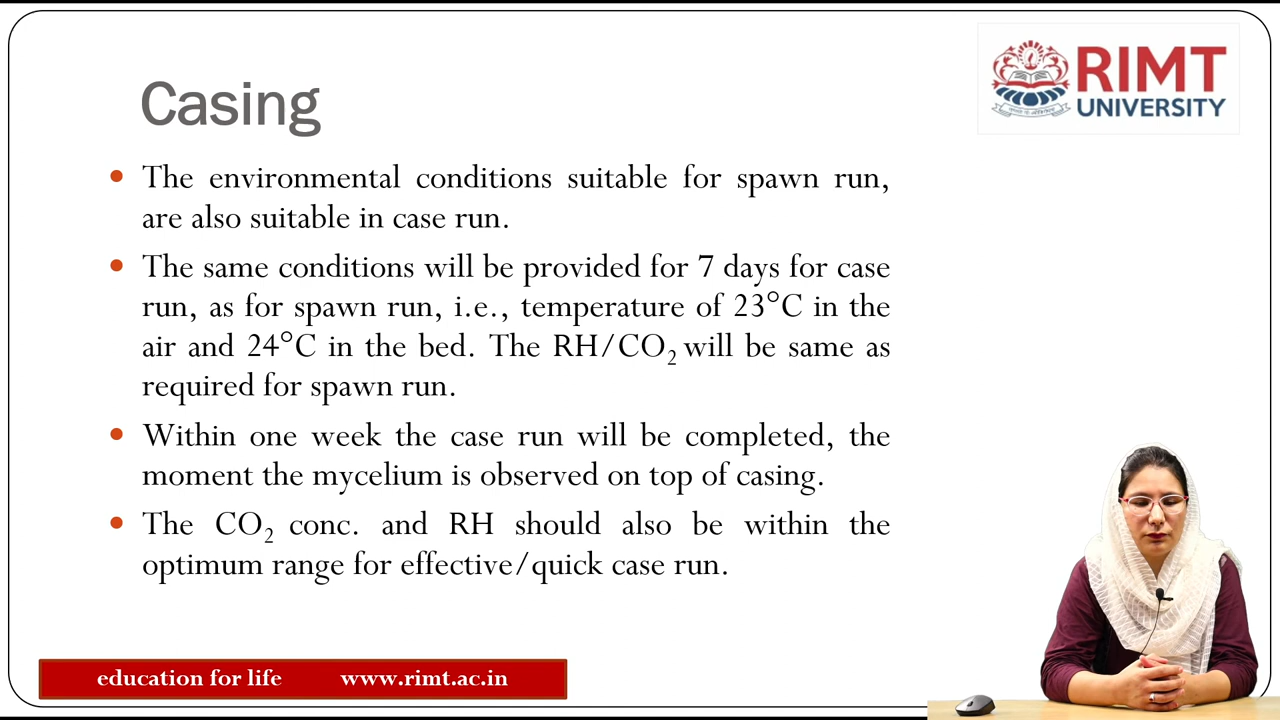 RIMT
UNIVERSITY
Casing
• The environmental conditions suitable for spawn run,
are also suitable in case run.
• The same conditions will be provided for 7 days for case
run, as for spawn run, i.e., temperature of 23°C in the
air and 24°C in the bed. The RH/CO₂ will be same as
required for spawn run.
• Within one week the case run will be completed, the
moment the mycelium is observed on top of casing.
• The CO₂ conc. and RH should also be within the
optimum range for effective/quick case run.
education for life www.rimt.ac.in